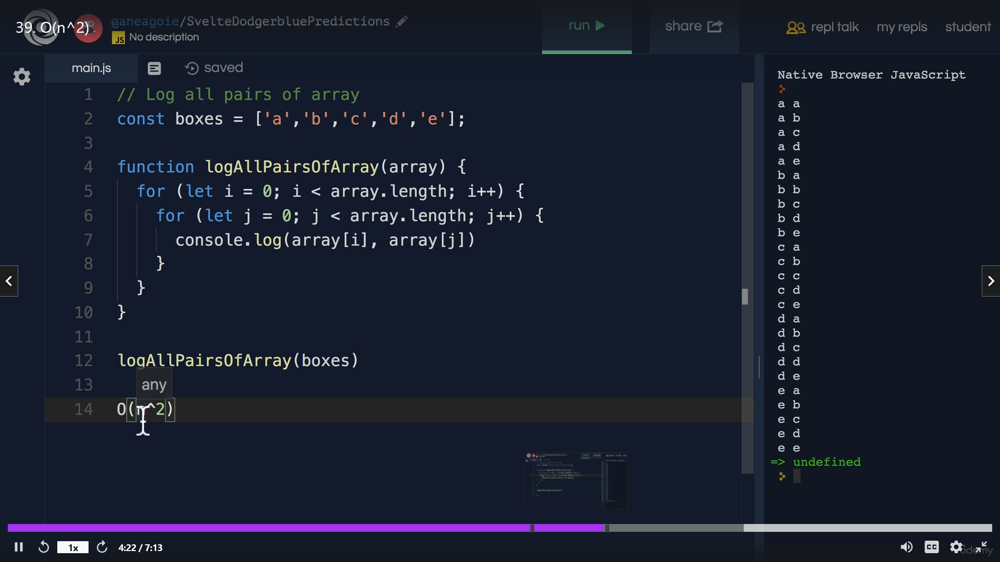 39. O(n^2)
@aneagoie/SvelteDodgerbluePredictions
JS No description
run
share
repl talk
my repls
student
main.js
saved
1 // Log all pairs of array
2 const boxes = ['a','b','c','d','e'];
3
4 function logAllPairsOfArray(array) {
5 for (let i = 0; i < array.length; i++) {
6 for (let j = 0; j < array.length; j++) {
7 console.log(array[i], array[j])
8 }
9 }
10 }
11
12 logAllPairsOfArray(boxes)
13
any
14 O(n^2)
Native Browser JavaScript
a a
a b
a c
a d
a e
b a
b b
b c
b d
b e
c a
c b
c c
c d
c e
d a
d b
d c
d d
d e
e a
e b
e c
e d
e e
=> undefined
1x
4:22 / 7:13
CC
udemy